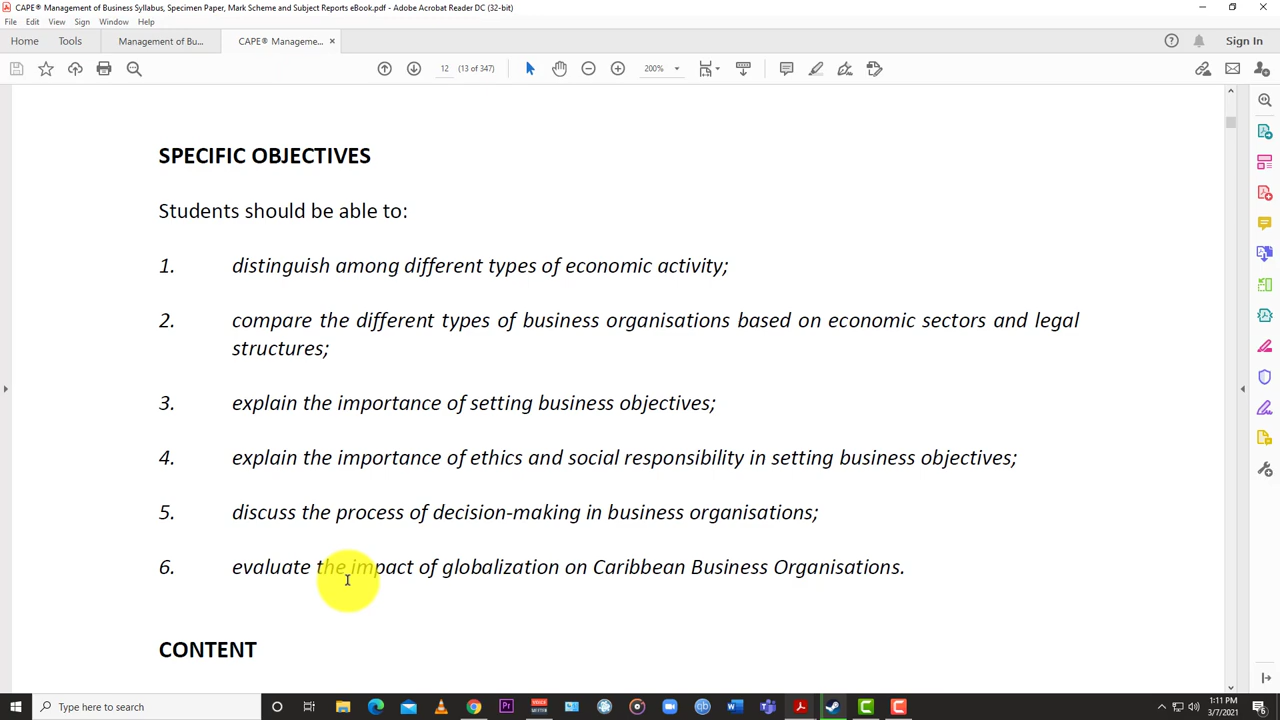 CAPE® Management of Business Syllabus, Specimen Paper, Mark Scheme and Subject Reports eBook.pdf - Adobe Acrobat Reader DC (32-bit)
File Edit View Sign Window Help
Home Tools Management of Bu... CAPE® Manageme... × Sign In
12 (13 of 347) 200%
SPECIFIC OBJECTIVES
Students should be able to:
1. distinguish among different types of economic activity;
2. compare the different types of business organisations based on economic sectors and legal
structures;
3. explain the importance of setting business objectives;
4. explain the importance of ethics and social responsibility in setting business objectives;
5. discuss the process of decision-making in business organisations;
6. evaluate the impact of globalization on Caribbean Business Organisations.
CONTENT
Type here to search
1:11 PM
3/7/2021